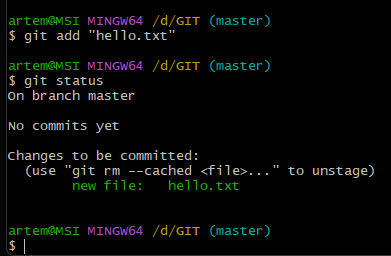 artem@MSI MINGW64 /d/GIT (master)
$ git add "hello.txt"
artem@MSI MINGW64 /d/GIT (master)
$ git status
On branch master
No commits yet
Changes to be committed:
  (use "git rm --cached <file>..." to unstage)
        new file:   hello.txt
artem@MSI MINGW64 /d/GIT (master)
$